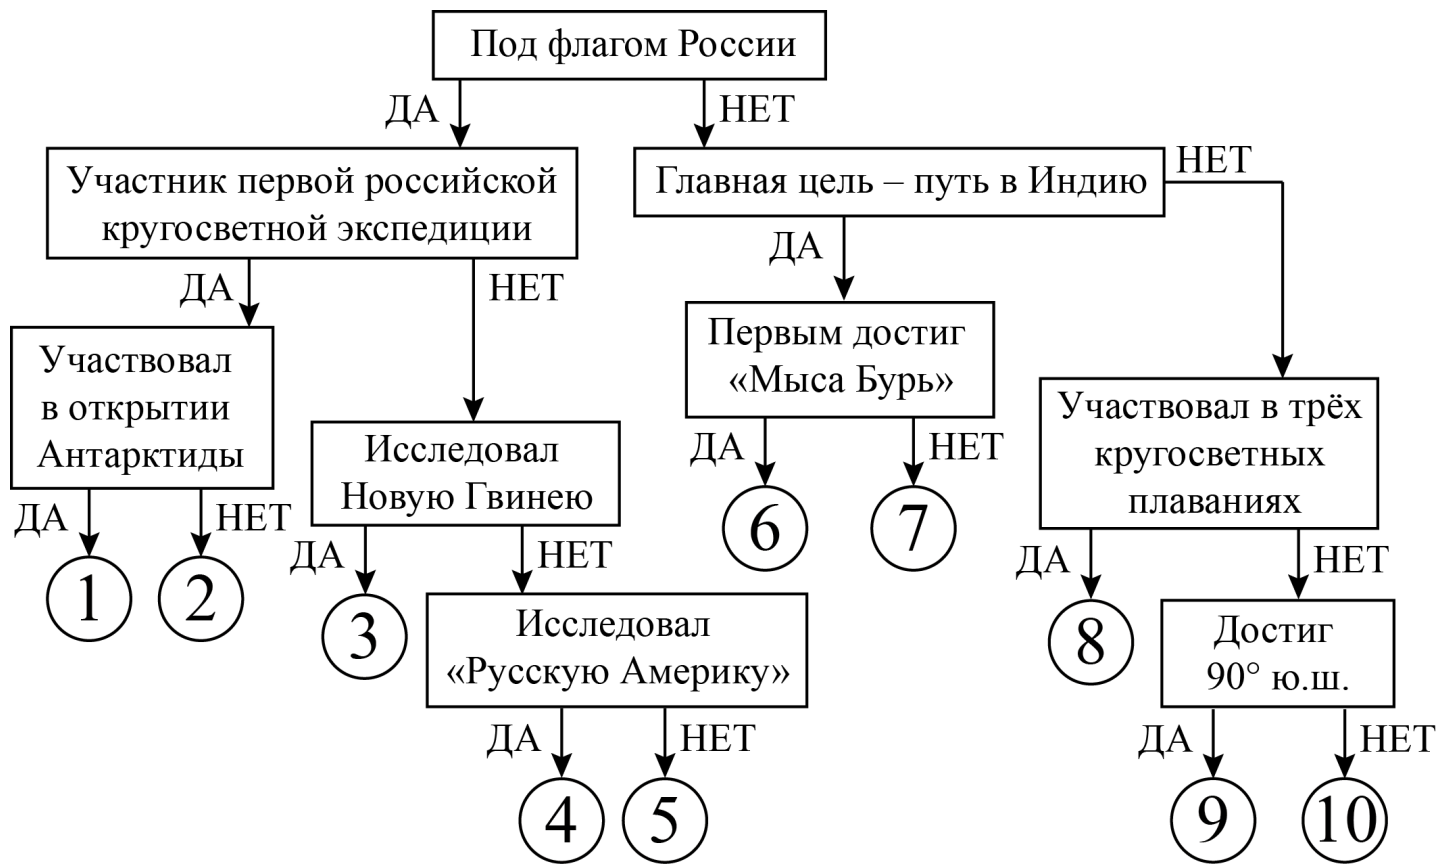 Под флагом России
ДА
НЕТ
Участник первой российской
кругосветной экспедиции
Главная цель – путь в Индию
НЕТ
ДА
НЕТ
ДА
Участвовал
в открытии
Антарктиды
Первым достиг
«Мыса Бурь»
Участвовал в трёх
кругосветных
плаваниях
Исследовал
Новую Гвинею
ДА
НЕТ
ДА
НЕТ
ДА
НЕТ
ДА
НЕТ
1
2
3
6
7
8
Исследовал
«Русскую Америку»
Достиг
90° ю.ш.
ДА
НЕТ
ДА
НЕТ
4
5
9
10